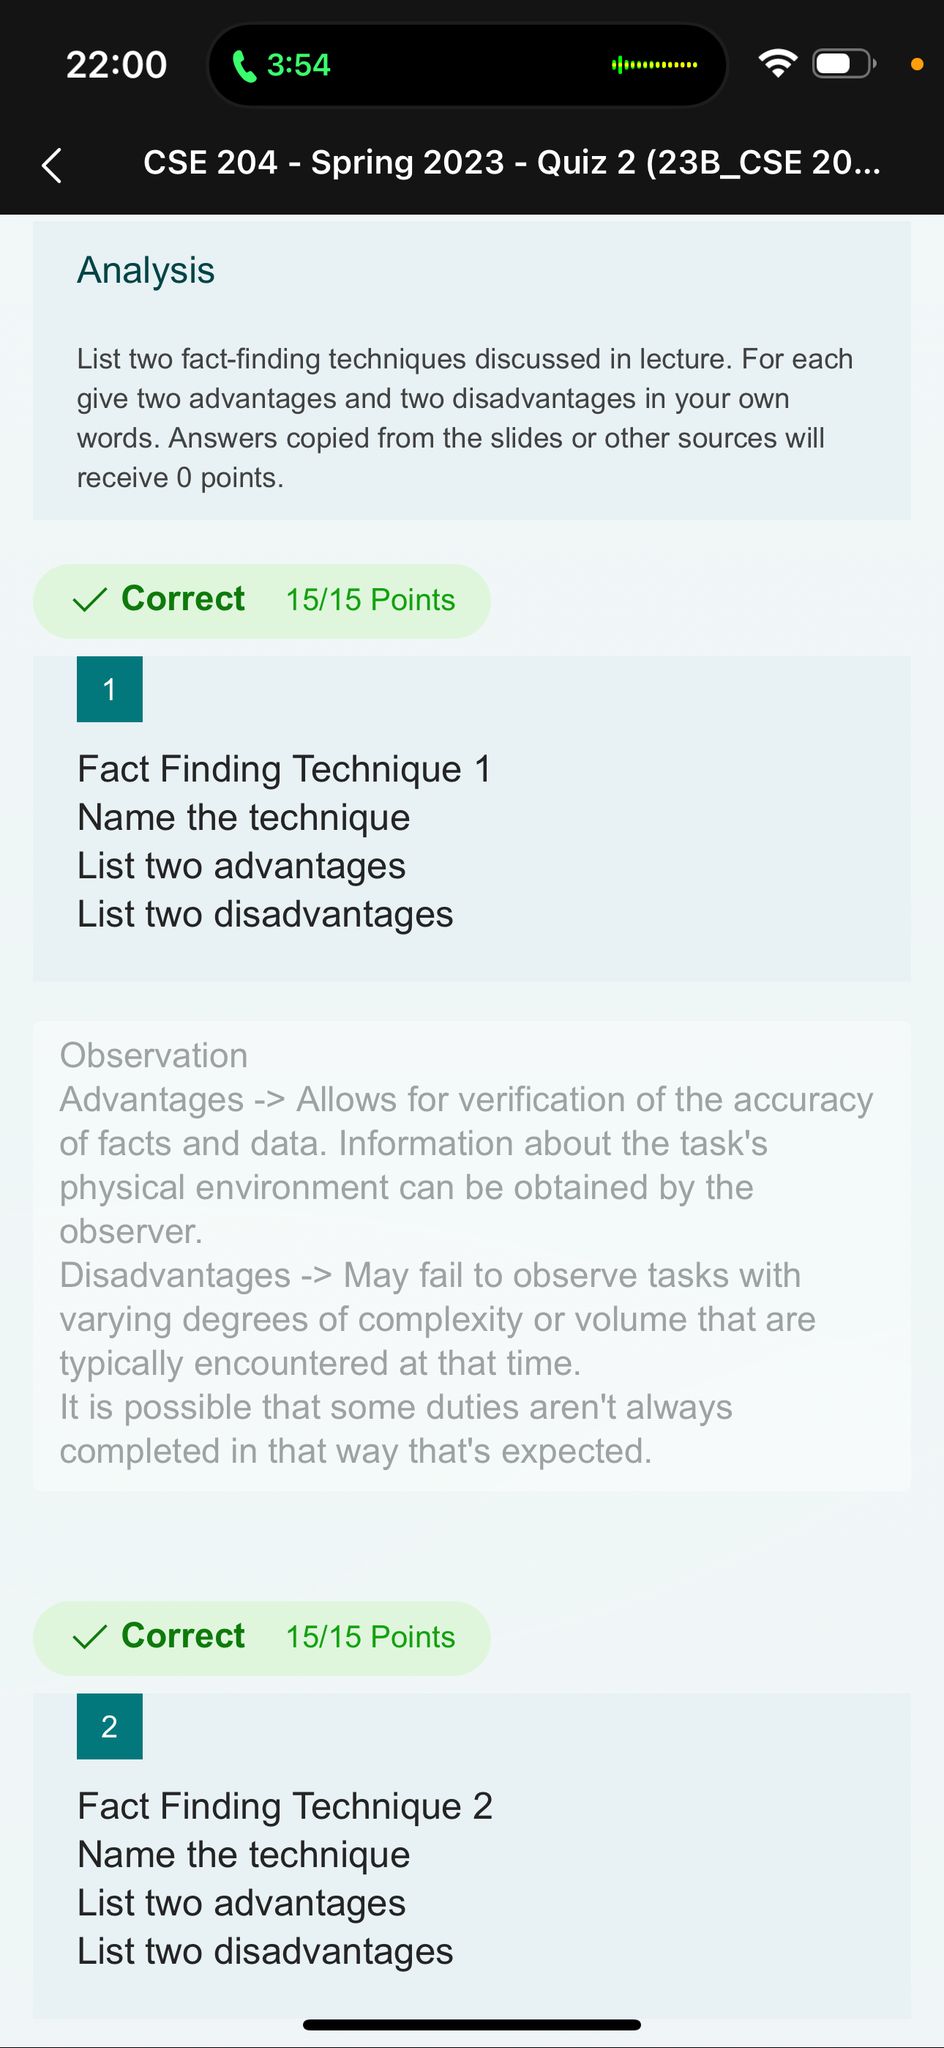 22:00
3:54
CSE 204 - Spring 2023 - Quiz 2 (23B_CSE 20...
Analysis
List two fact-finding techniques discussed in lecture. For each
give two advantages and two disadvantages in your own
words. Answers copied from the slides or other sources will
receive 0 points.
Correct 15/15 Points
1
Fact Finding Technique 1
Name the technique
List two advantages
List two disadvantages
Observation
Advantages -> Allows for verification of the accuracy
of facts and data. Information about the task's
physical environment can be obtained by the
observer.
Disadvantages -> May fail to observe tasks with
varying degrees of complexity or volume that are
typically encountered at that time.
It is possible that some duties aren't always
completed in that way that's expected.
Correct 15/15 Points
2
Fact Finding Technique 2
Name the technique
List two advantages
List two disadvantages